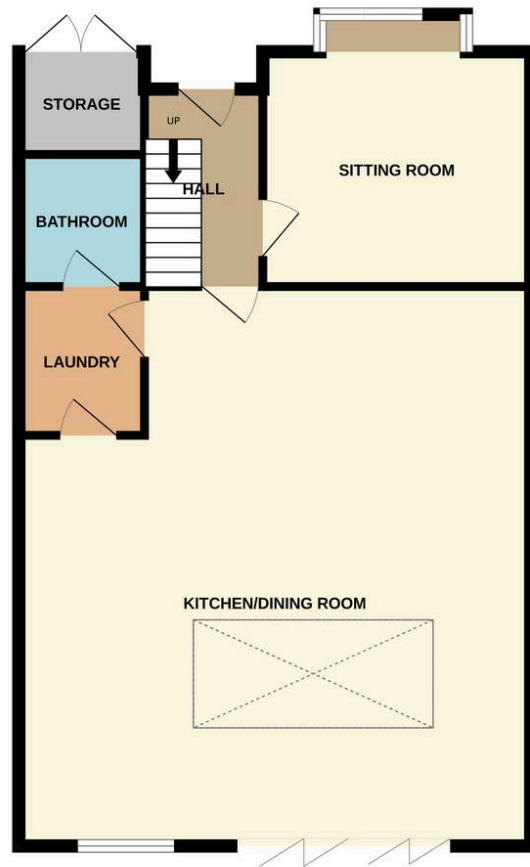 STORAGE
UP
SITTING ROOM
HALL
BATHROOM
LAUNDRY
KITCHEN/DINING ROOM